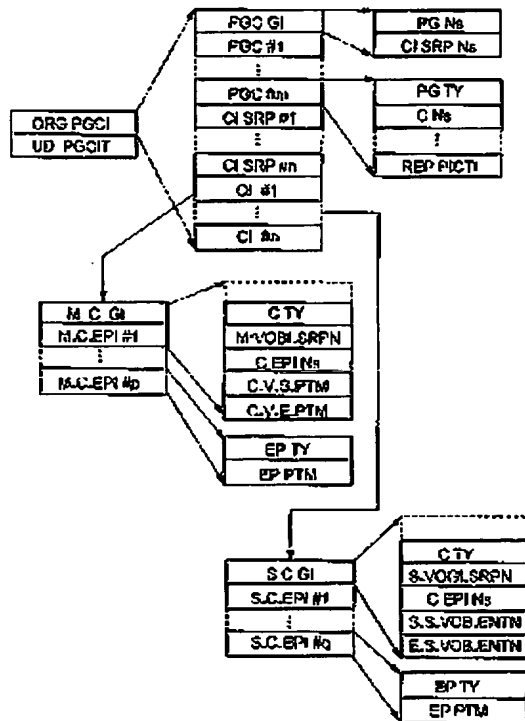 ORG PGCI
UD PGCIT
PGC GI
PGC #1
PGC #m
CI SRP #1
CI SRP #n
CI #1
CI #n
PG Ns
CI SRP Ns
PG TY
C Ns
REP PICTI
M C GI
M.C.EPI #1
M.C.EPI #p
C TY
M.VOBI.SRPN
C EPI Ns
C.V.S.PTM
C.V.E.PTM
EP TY
EP PTM
S C GI
S.C.EPI #1
S.C.EPI #q
C TY
S.VOGI.SRPN
C EPI Ns
S.S.VOB.ENTN
E.S.VOB.ENTN
EP TY
EP PTM